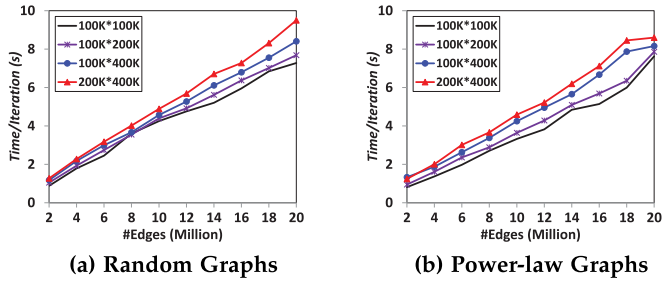 10
8
6
4
2
0
Time/Iteration (s)
100K*100K
100K*200K
100K*400K
200K*400K
2 4 6 8 10 12 14 16 18 20
#Edges (Million)
(a) Random Graphs
10
8
6
4
2
0
Time/Iteration (s)
100K*100K
100K*200K
100K*400K
200K*400K
2 4 6 8 10 12 14 16 18 20
#Edges (Million)
(b) Power-law Graphs